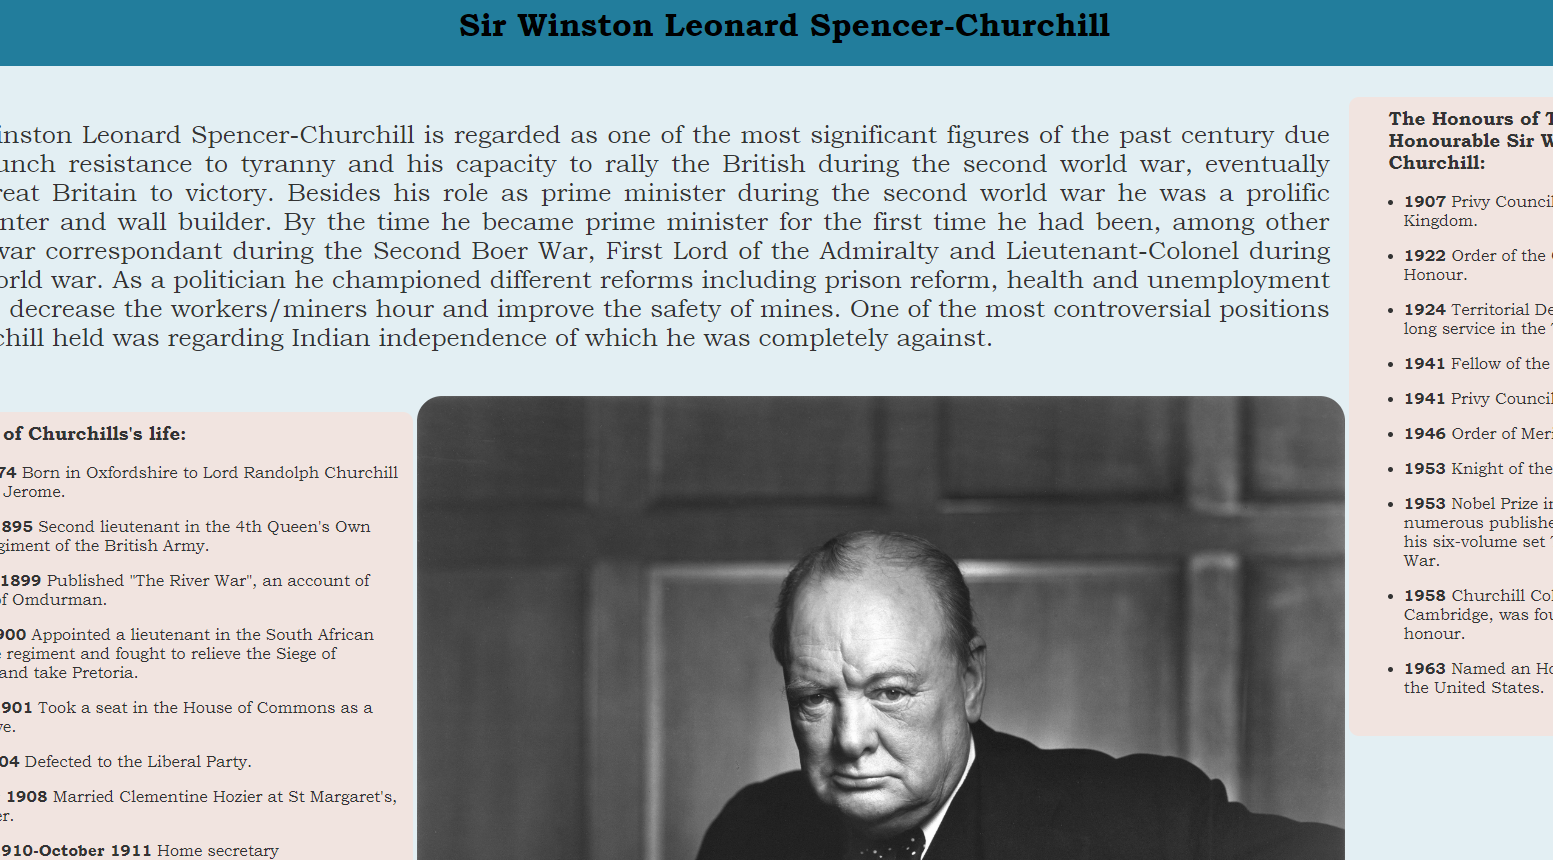 Sir Winston Leonard Spencer-Churchill
inston Leonard Spencer-Churchill is regarded as one of the most significant figures of the past century due
unch resistance to tyranny and his capacity to rally the British during the second world war, eventually
reat Britain to victory. Besides his role as prime minister during the second world war he was a prolific
nter and wall builder. By the time he became prime minister for the first time he had been, among other
var correspondant during the Second Boer War, First Lord of the Admiralty and Lieutenant-Colonel during
orld war. As a politician he championed different reforms including prison reform, health and unemployment
decrease the workers/miners hour and improve the safety of mines. One of the most controversial positions
chill held was regarding Indian independence of which he was completely against.
of Churchills's life:
74 Born in Oxfordshire to Lord Randolph Churchill
Jerome.
895 Second lieutenant in the 4th Queen's Own
giment of the British Army.
1899 Published "The River War", an account of
of Omdurman.
900 Appointed a lieutenant in the South African
regiment and fought to relieve the Siege of
and take Pretoria.
901 Took a seat in the House of Commons as a
ve.
04 Defected to the Liberal Party.
1908 Married Clementine Hozier at St Margaret's,
er.
910-October 1911 Home secretary
The Honours of T
Honourable Sir W
Churchill:
• 1907 Privy Council
Kingdom.
• 1922 Order of the
Honour.
• 1924 Territorial De
long service in the
• 1941 Fellow of the
• 1941 Privy Council
• 1946 Order of Meri
• 1953 Knight of the
• 1953 Nobel Prize in
numerous publishe
his six-volume set
War.
• 1958 Churchill Col
Cambridge, was fou
honour.
• 1963 Named an Ho
the United States.